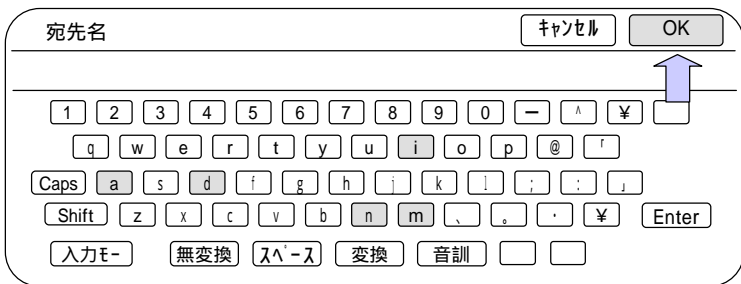 宛先名 ｷｬﾝｾﾙ OK
1 2 3 4 5 6 7 8 9 0 ー ^ ￥
q w e r t y u i o p @ 「
Caps a s d f g h j k l ; : 」
Shift z x c v b n m 、 。 ・ ￥ Enter
入力ﾓｰ 無変換 ｽﾍﾟｰｽ 変換 音訓